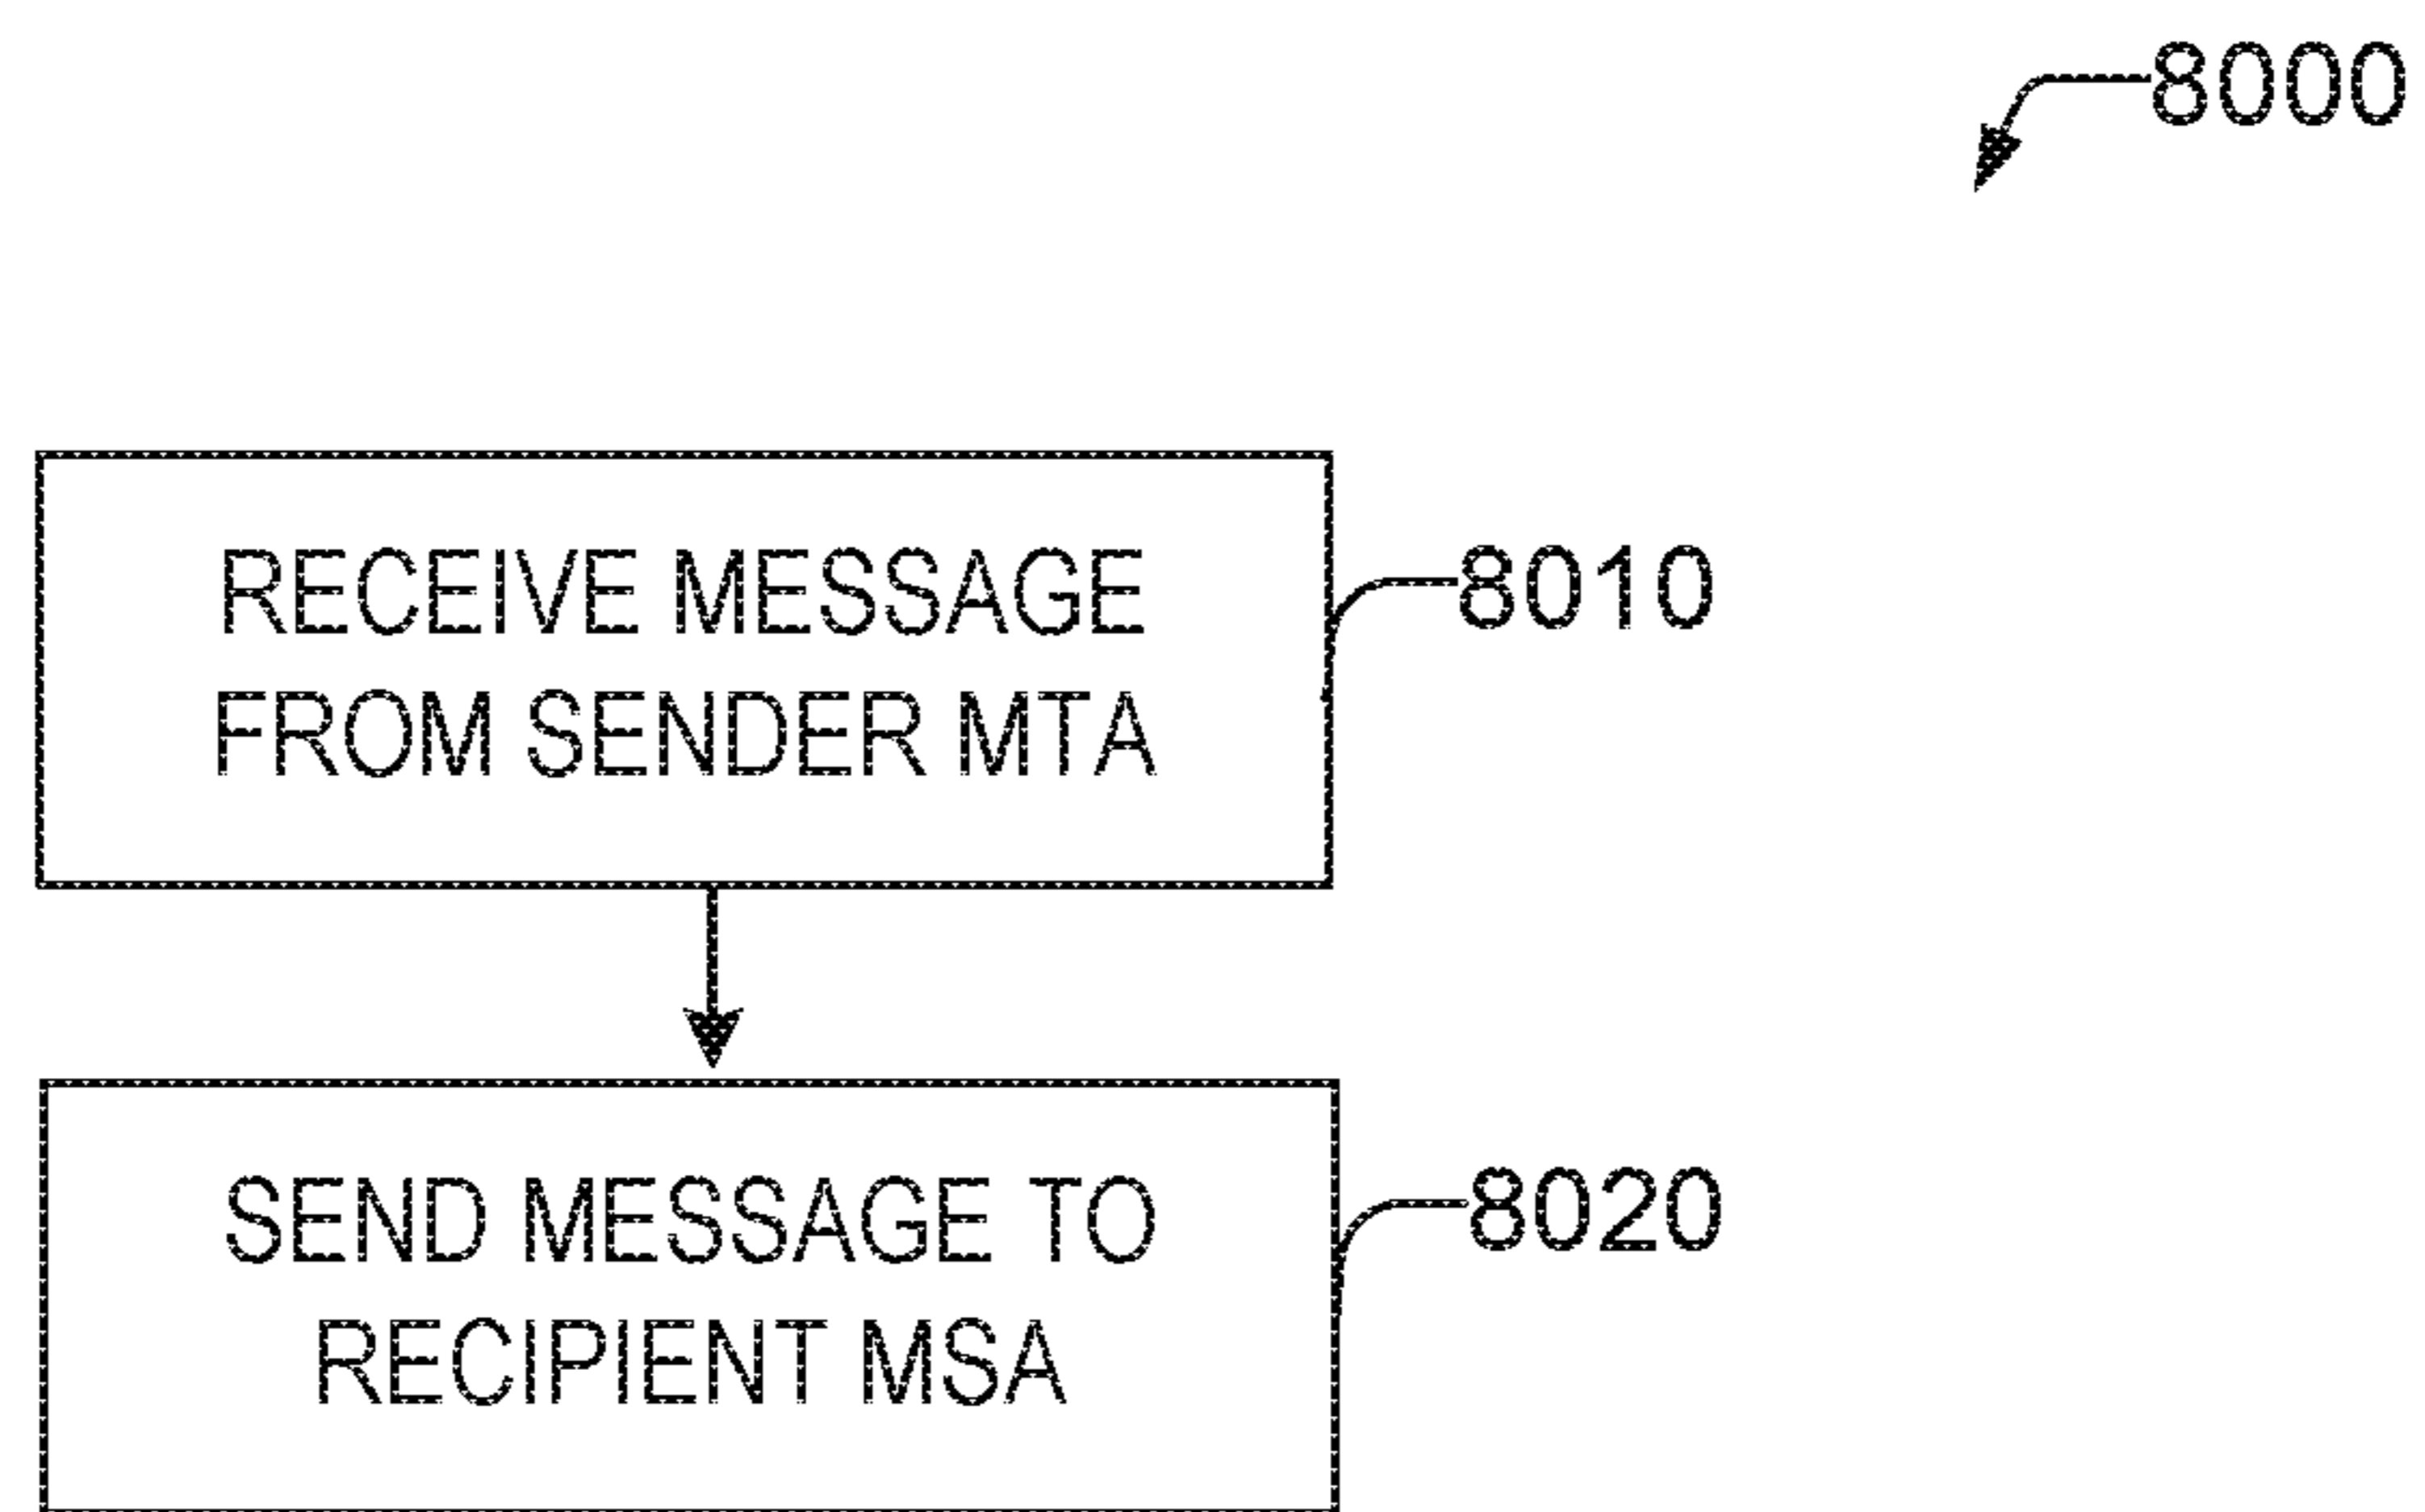 8000
RECEIVE MESSAGE
FROM SENDER MTA
8010
SEND MESSAGE TO
RECIPIENT MSA
8020